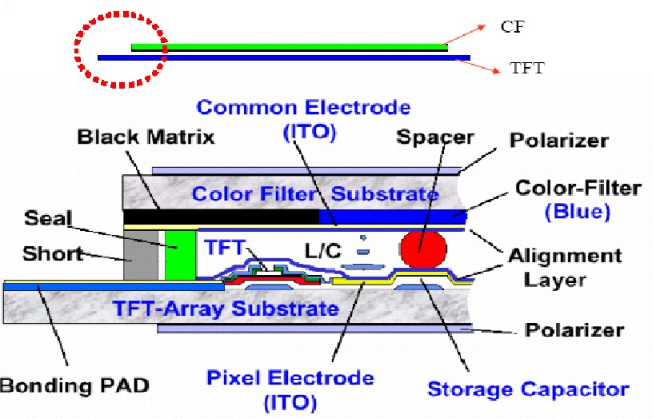 CF
TFT
Common Electrode
(ITO)
Black Matrix
Spacer
Polarizer
Color Filter Substrate
Color-Filter
(Blue)
Seal
TFT
L/C
Short
Alignment
Layer
TFT-Array Substrate
Polarizer
Bonding PAD
Pixel Electrode
(ITO)
Storage Capacitor